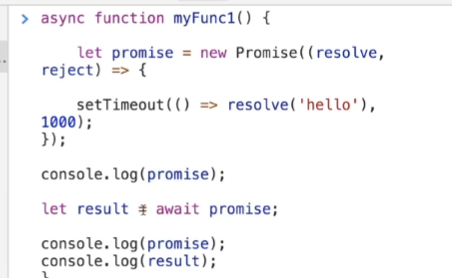 > async function myFunc1() {
let promise = new Promise((resolve,
reject) => {
setTimeout(() => resolve('hello'),
1000);
});
console.log(promise);
let result = await promise;
console.log(promise);
console.log(result);
}